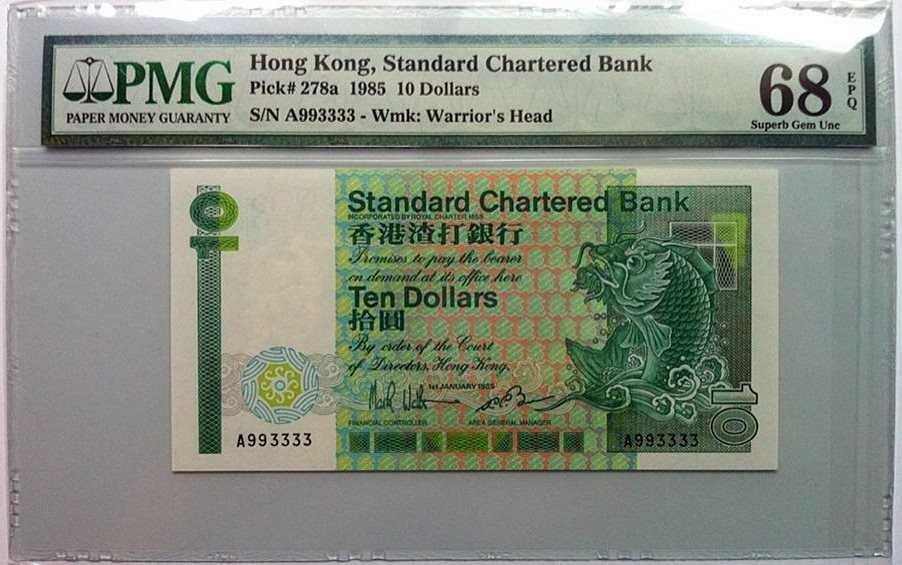 PMG
PAPER MONEY GUARANTY
Hong Kong, Standard Chartered Bank
Pick# 278a 1985 10 Dollars
S/N A993333 - Wmk: Warrior's Head
68 EPQ
Superb Gem Unc
10
Standard Chartered Bank
INCORPORATED BY ROYAL CHARTER 1853
香港渣打銀行
Promises to pay the bearer
on demand at its office here
Ten Dollars
拾圓
By order of the Court
of Directors, Hong Kong,
1st JANUARY 1985
FINANCIAL CONTROLLER
AREA GENERAL MANAGER
A993333
A993333
10